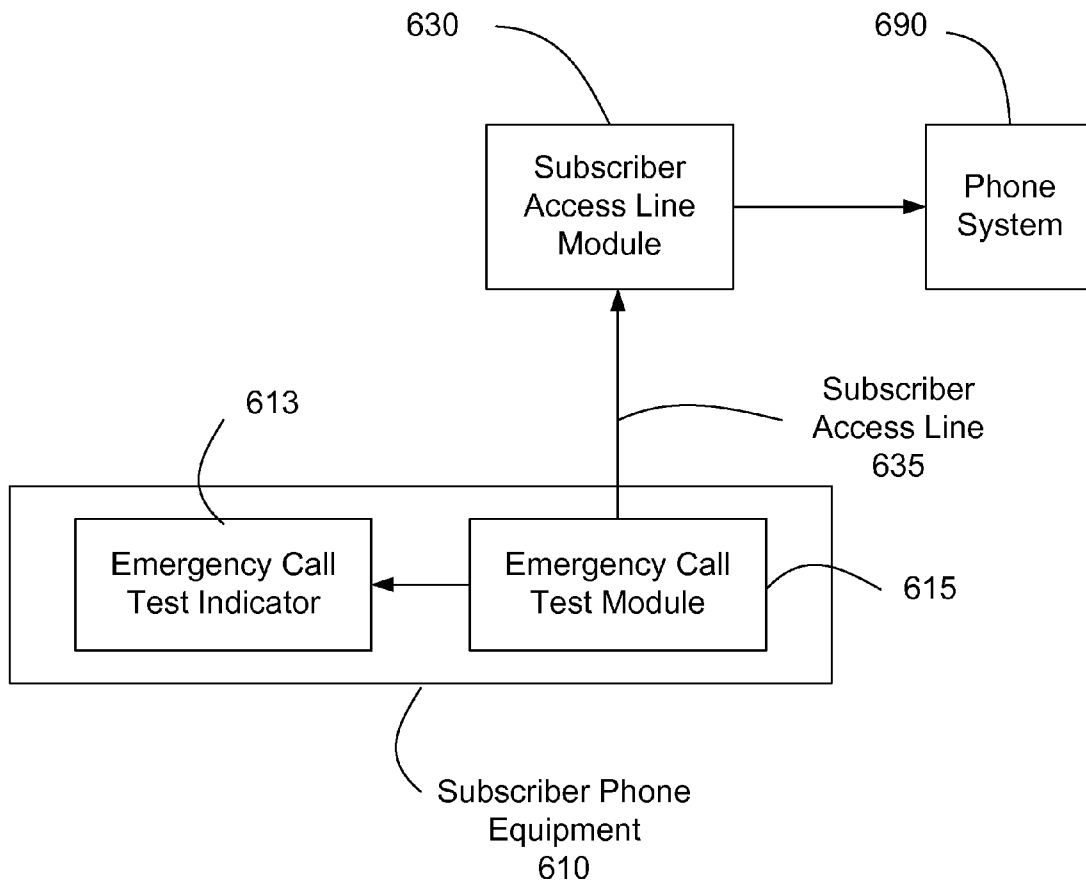 630
690
Subscriber
Access Line
Module
Phone
System
613
Subscriber
Access Line
635
Emergency Call
Test Indicator
Emergency Call
Test Module
615
Subscriber Phone
Equipment
610